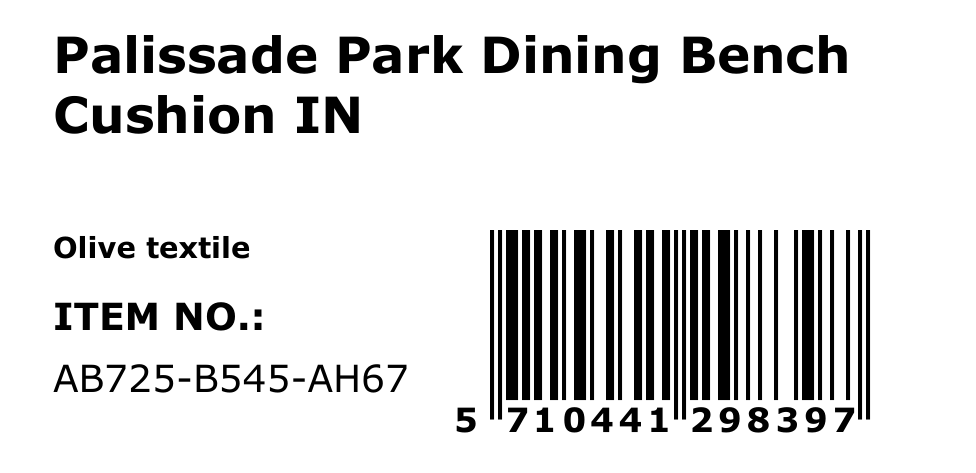 Palissade Park Dining Bench
Cushion IN
Olive textile
ITEM NO.:
AB725-B545-AH67
5 710441 298397